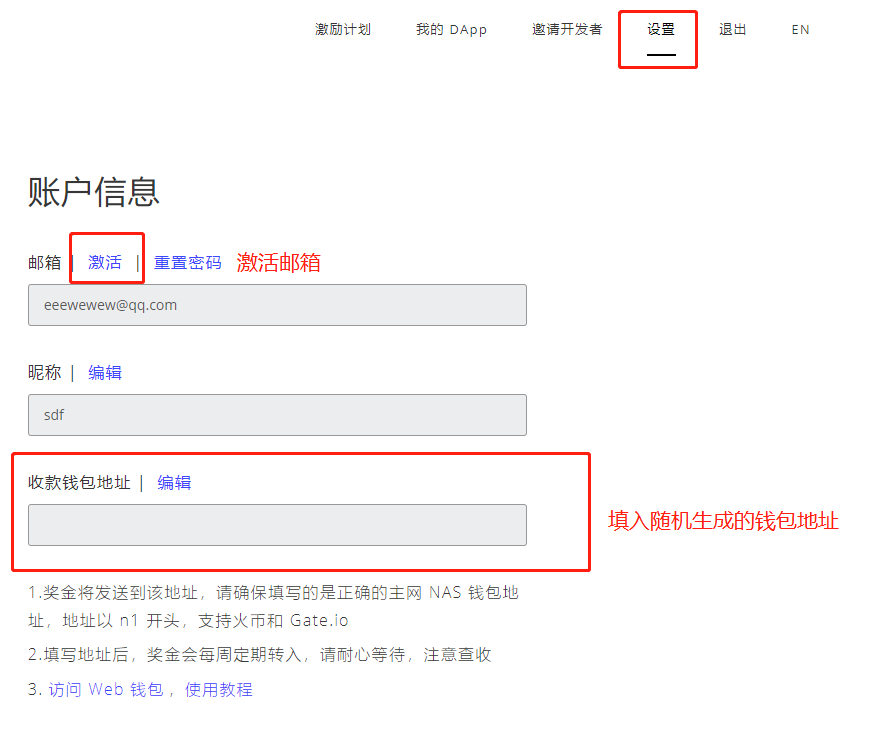 激励计划 我的 DApp 邀请开发者 设置 退出 EN
账户信息
邮箱 | 激活 | 重置密码 激活邮箱
eeewewew@qq.com
昵称 | 编辑
sdf
收款钱包地址 | 编辑
填入随机生成的钱包地址
1.奖金将发送到该地址，请确保填写的是正确的主网 NAS 钱包地
址，地址以 n1 开头，支持火币和 Gate.io
2.填写地址后，奖金会每周定期转入，请耐心等待，注意查收
3. 访问 Web 钱包 ，使用教程